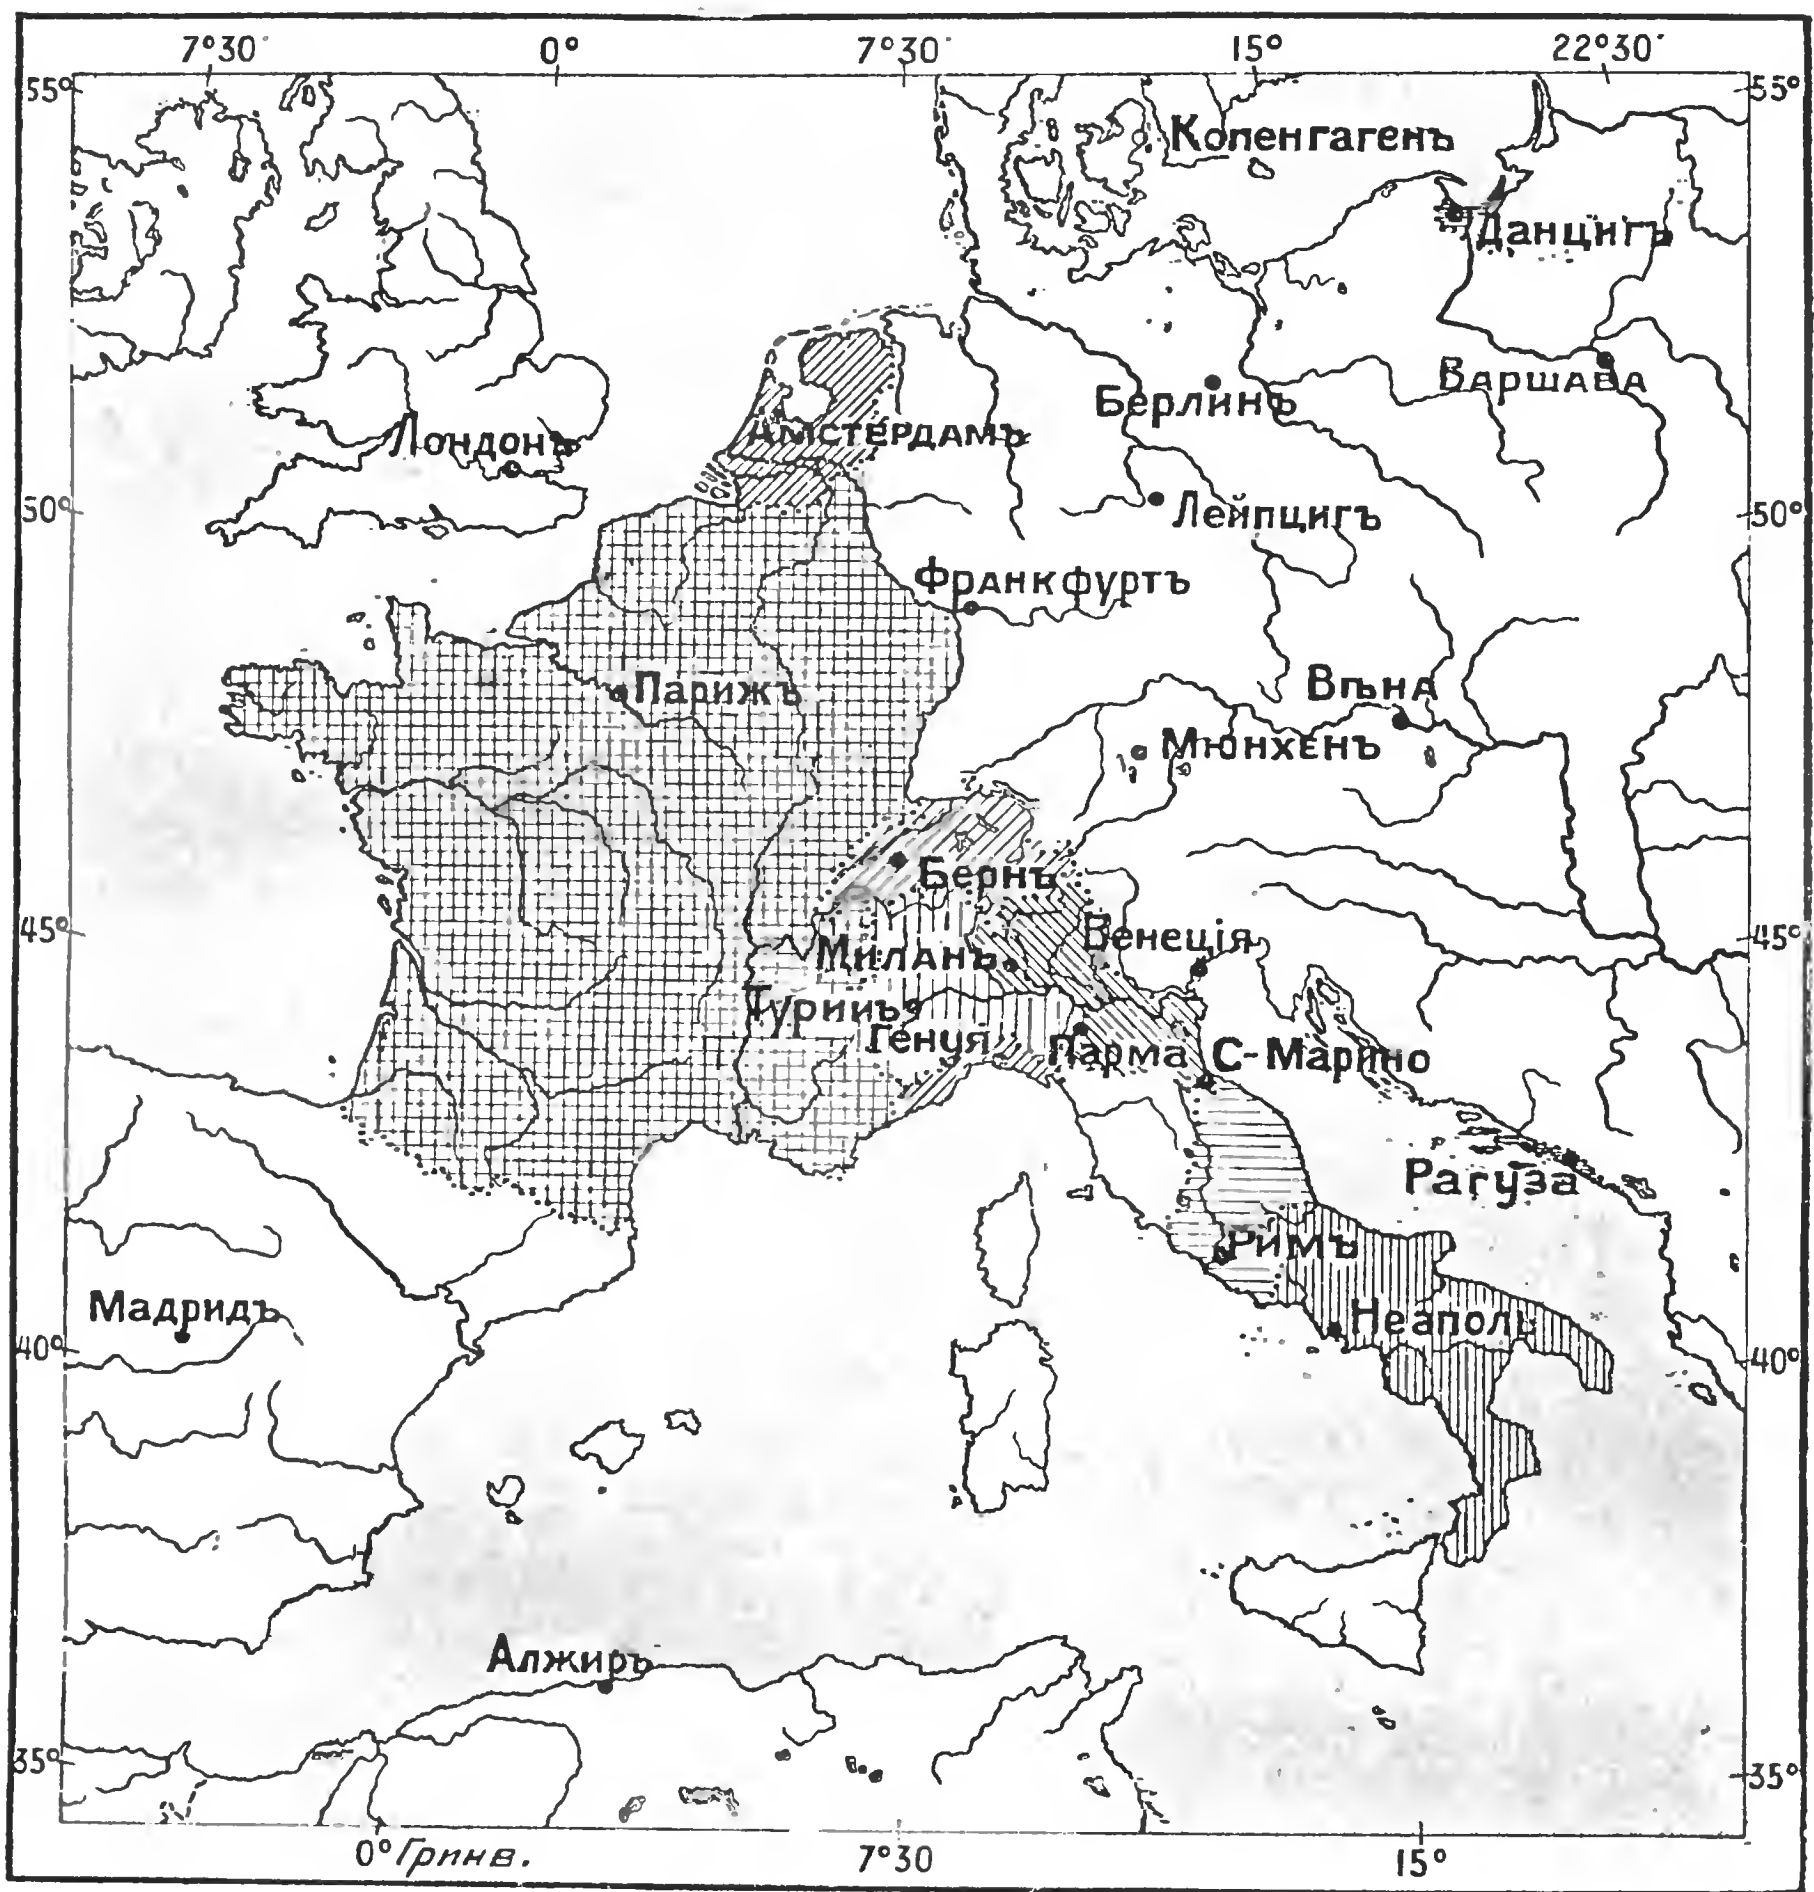 7°30' 0° 7°30' 15° 22°30'
55° 55°
Копенгагенъ
Данцигъ
Варшава
Берлинъ
Амстердамъ
Лондонъ
50° 50°
Лейпцигъ
Франкфуртъ
Парижъ
Вѣна
Мюнхенъ
Бернъ
45° 45°
Венеція
Миланъ
Туринъ
Генуя
Парма
С-Марино
Рагуза
Римъ
Мадридъ
Неаполь
40° 40°
Алжиръ
35° 35°
0° Гринв. 7°30 15°